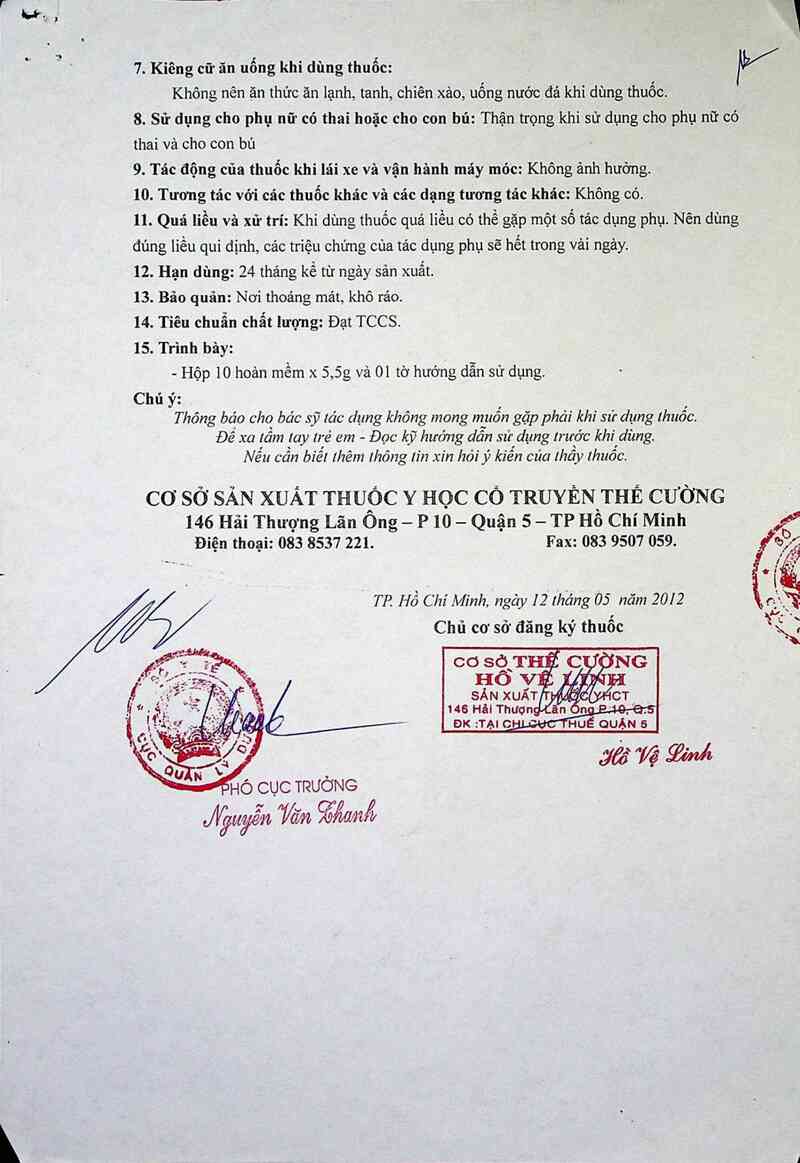 7. Kiêng cữ ăn uống khi dùng thuốc:
Không nên ăn thức ăn lạnh, tanh, chiên xào, uống nước đá khi dùng thuốc.
8. Sử dụng cho phụ nữ có thai hoặc cho con bú: Thận trọng khi sử dụng cho phụ nữ có
thai và cho con bú
9. Tác động của thuốc khi lái xe và vận hành máy móc: Không ảnh hưởng.
10. Tương tác với các thuốc khác và các dạng tương tác khác: Không có.
11. Quá liều và xử trí: Khi dùng thuốc quá liều có thể gặp một số tác dụng phụ. Nên dùng
đúng liều qui định, các triệu chứng của tác dụng phụ sẽ hết trong vài ngày.
12. Hạn dùng: 24 tháng kể từ ngày sản xuất.
13. Bảo quản: Nơi thoáng mát, khô ráo.
14. Tiêu chuẩn chất lượng: Đạt TCCS.
15. Trình bày:
- Hộp 10 hoàn mềm x 5,5g và 01 tờ hướng dẫn sử dụng.
Chú ý:
Thông báo cho bác sỹ tác dụng không mong muốn gặp phải khi sử dụng thuốc.
Để xa tầm tay trẻ em - Đọc kỹ hướng dẫn sử dụng trước khi dùng.
Nếu cần biết thêm thông tin xin hỏi ý kiến của thầy thuốc.
CƠ SỞ SẢN XUẤT THUỐC Y HỌC CỔ TRUYỀN THẾ CƯỜNG
146 Hải Thượng Lãn Ông – P 10 – Quận 5 – TP Hồ Chí Minh
Điện thoại: 083 8537 221. Fax: 083 9507 059.
TP. Hồ Chí Minh, ngày 12 tháng 05 năm 2012
Chủ cơ sở đăng ký thuốc
CƠ SỞ THẾ CƯỜNG
HỒ VỆ LINH
SẢN XUẤT THUỐC YHCT
146 Hải Thượng Lãn Ông P.10, Q.5
ĐK :TẠI CHI CỤC THUẾ QUẬN 5
Hồ Vệ Linh
BỘ Y TẾ
CỤC QUẢN LÝ DƯỢC
PHÓ CỤC TRƯỞNG
Nguyễn Văn Thanh